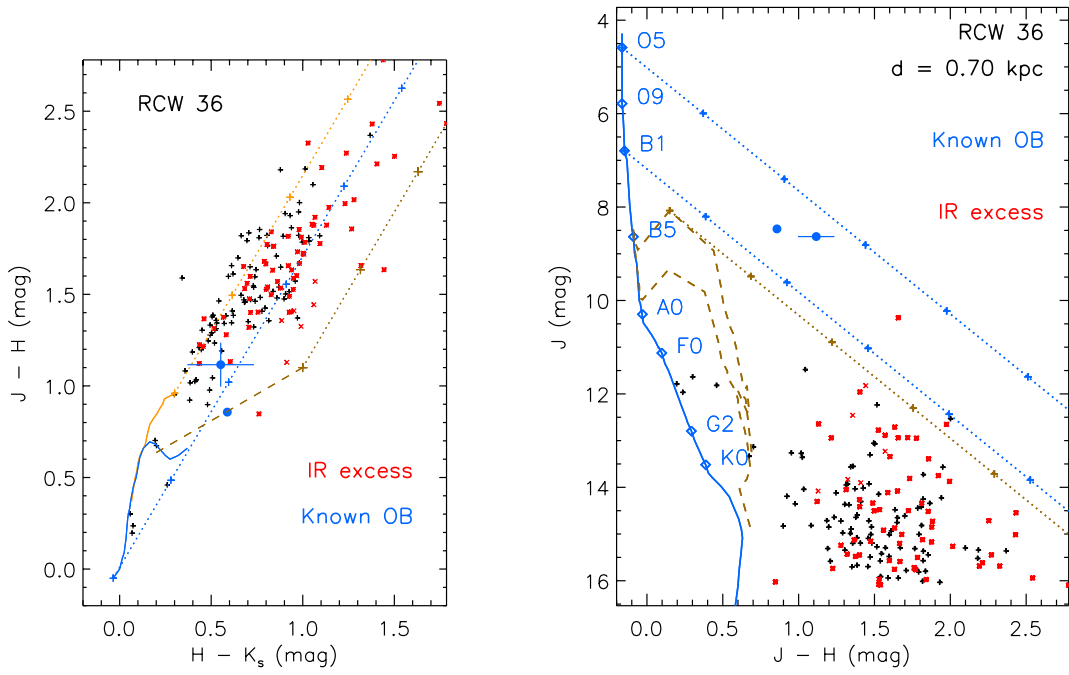 RCW 36
IR excess
Known OB
J − H (mag)
2.5
2.0
1.5
1.0
0.5
0.0
0.0 0.5 1.0 1.5
H − Ks (mag)
RCW 36
d = 0.70 kpc
Known OB
IR excess
O5
O9
B1
B5
A0
F0
G2
K0
J (mag)
4
6
8
10
12
14
16
0.0 0.5 1.0 1.5 2.0 2.5
J − H (mag)